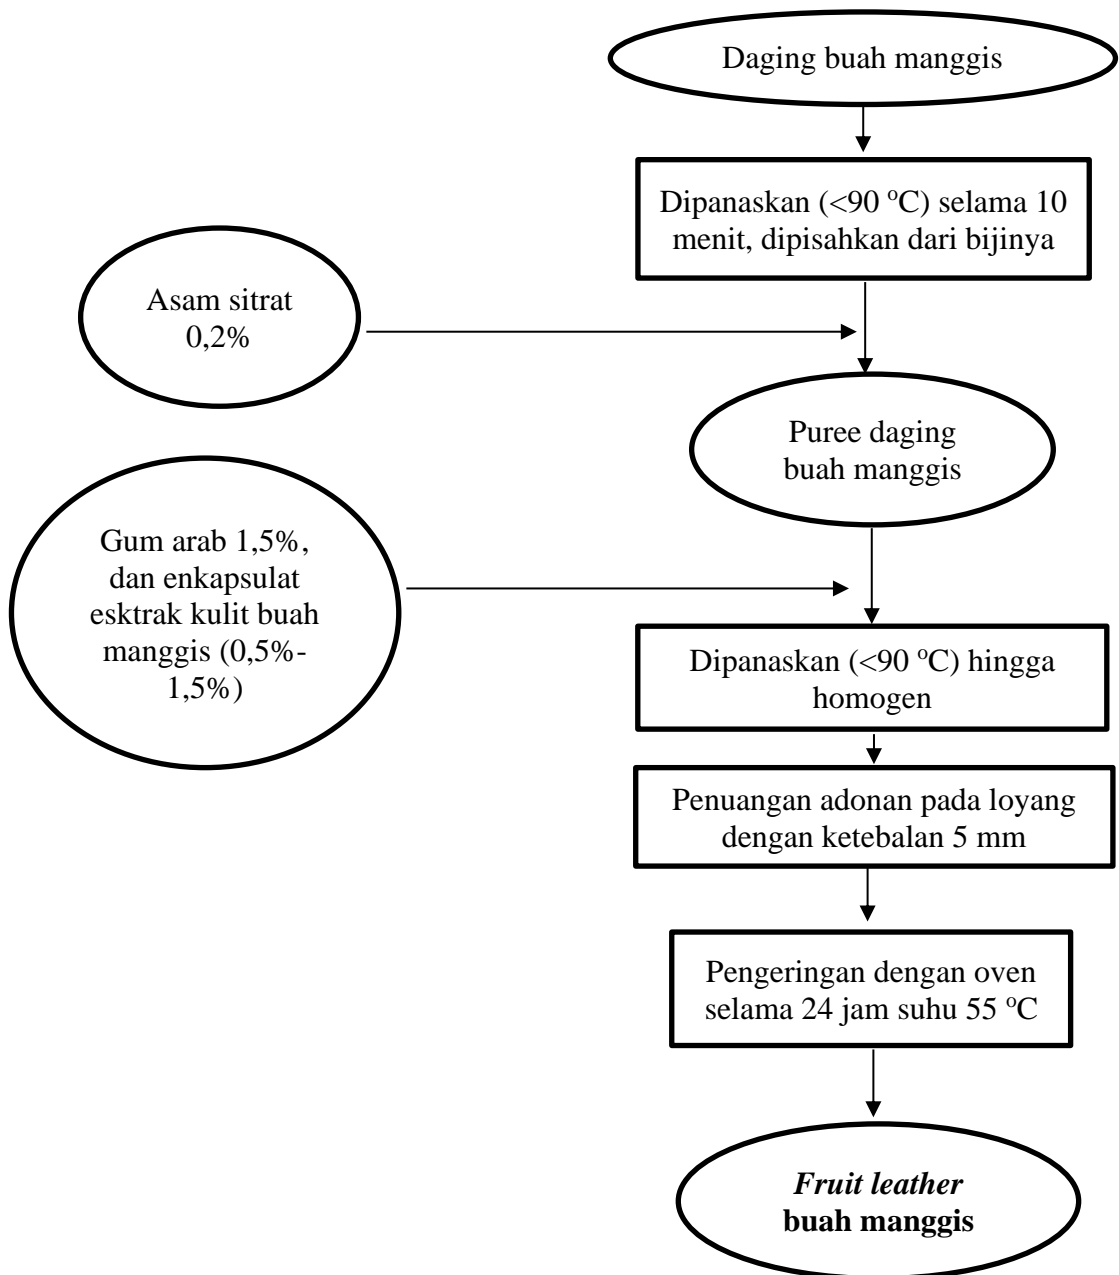 Daging buah manggis
Dipanaskan (<90 °C) selama 10
menit, dipisahkan dari bijinya
Asam sitrat
0,2%
Puree daging
buah manggis
Gum arab 1,5%,
dan enkapsulat
esktrak kulit buah
manggis (0,5%-
1,5%)
Dipanaskan (<90 °C) hingga
homogen
Penuangan adonan pada loyang
dengan ketebalan 5 mm
Pengeringan dengan oven
selama 24 jam suhu 55 °C
Fruit leather
buah manggis